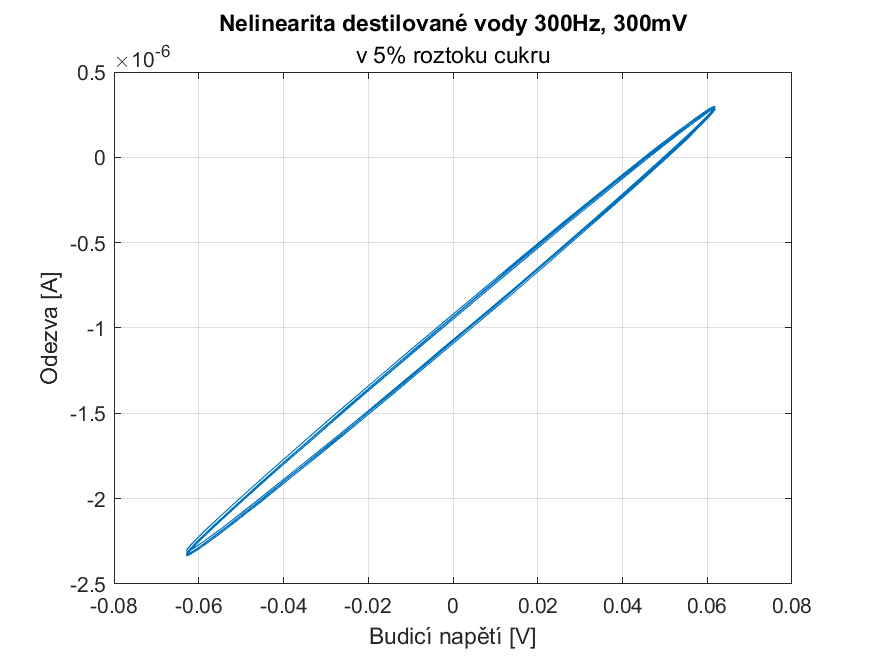 Nelinearita destilované vody 300Hz, 300mV
v 5% roztoku cukru
×10-6
0.5
0
-0.5
-1
-1.5
-2
-2.5
-0.08 -0.06 -0.04 -0.02 0 0.02 0.04 0.06 0.08
Odezva [A]
Budicí napětí [V]